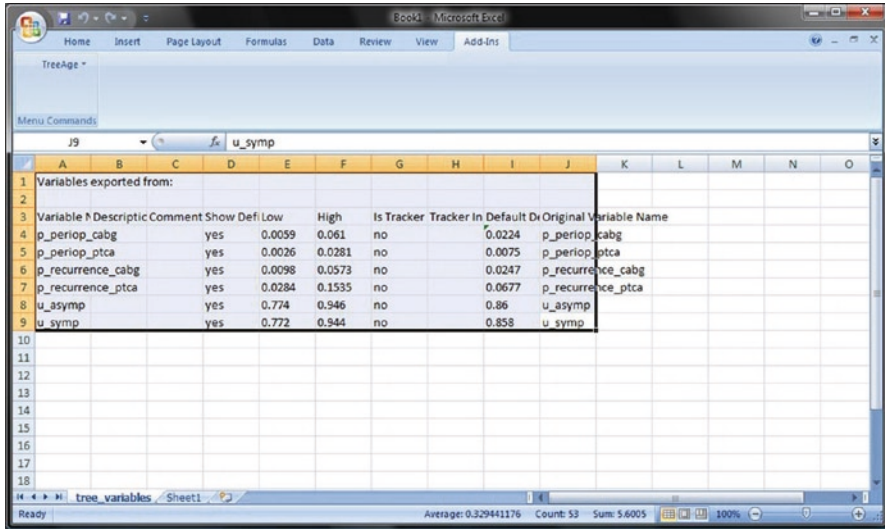 Book1 - Microsoft Excel
Home Insert Page Layout Formulas Data Review View Add-Ins
TreeAge
Menu Commands
J9 fx u_symp
A B C D E F G H I J K L M N O
1 Variables exported from:
2
3 Variable N Descriptic Comment Show Defi Low High Is Tracker Tracker In Default De Original Variable Name
4 p_periop_cabg yes 0.0059 0.061 no 0.0224 p_periop_cabg
5 p_periop_ptca yes 0.0026 0.0281 no 0.0075 p_periop_ptca
6 p_recurrence_cabg yes 0.0098 0.0573 no 0.0247 p_recurrence_cabg
7 p_recurrence_ptca yes 0.0284 0.1535 no 0.0677 p_recurrence_ptca
8 u_asymp yes 0.774 0.946 no 0.86 u_asymp
9 u_symp yes 0.772 0.944 no 0.858 u_symp
10
11
12
13
14
15
16
17
18
tree_variables Sheet1
Ready Average: 0.329441176 Count: 53 Sum: 5.6005 100%